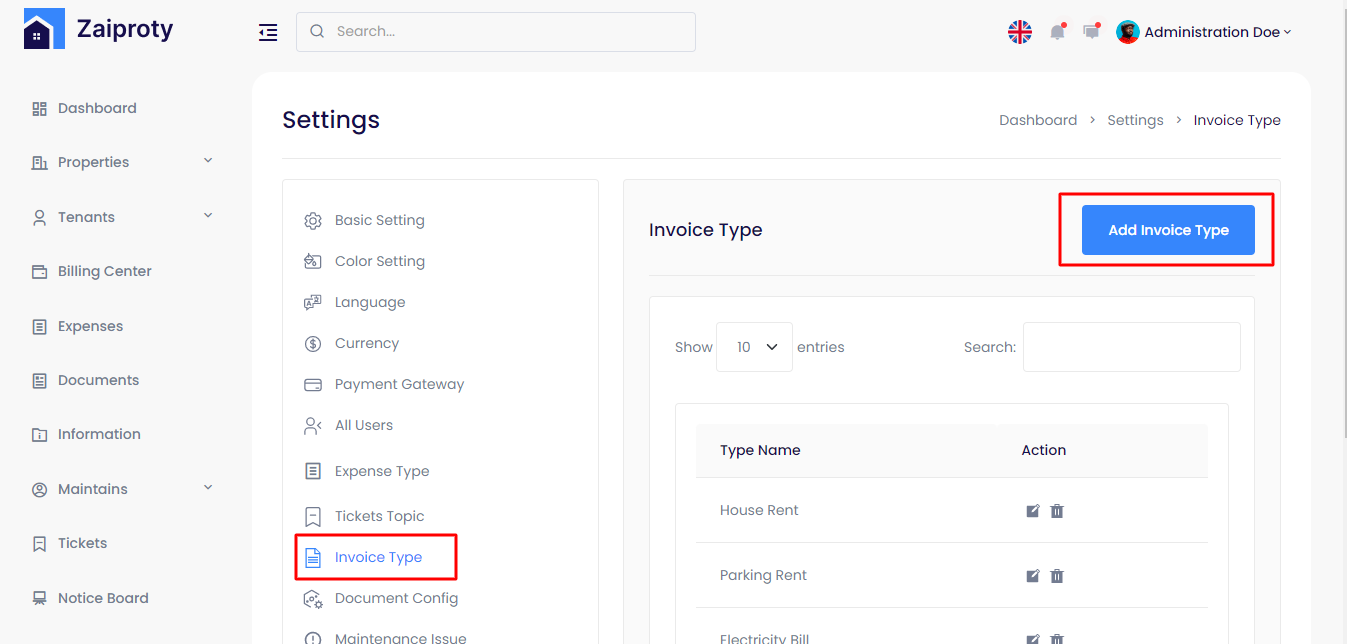 Zaiproty
Search...
Administration Doe
Dashboard
Properties
Tenants
Billing Center
Expenses
Documents
Information
Maintains
Tickets
Notice Board
Settings
Dashboard > Settings > Invoice Type
Basic Setting
Color Setting
Language
Currency
Payment Gateway
All Users
Expense Type
Tickets Topic
Invoice Type
Document Config
Maintenance Issue
Invoice Type
Add Invoice Type
Show 10 entries
Search:
Type Name Action
House Rent
Parking Rent
Electricity Bill